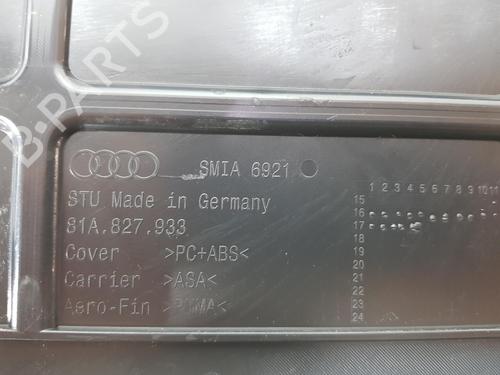 B-PARTS
SMIA 6921
STU Made in Germany
81A.827.933
Cover >PC+ABS<
Carrier >ASA<
Aero-Fin >PMMA<
1 2 3 4 5 6 7 8 9 10 11
15
16
17
18
19
20
21
22
23
24